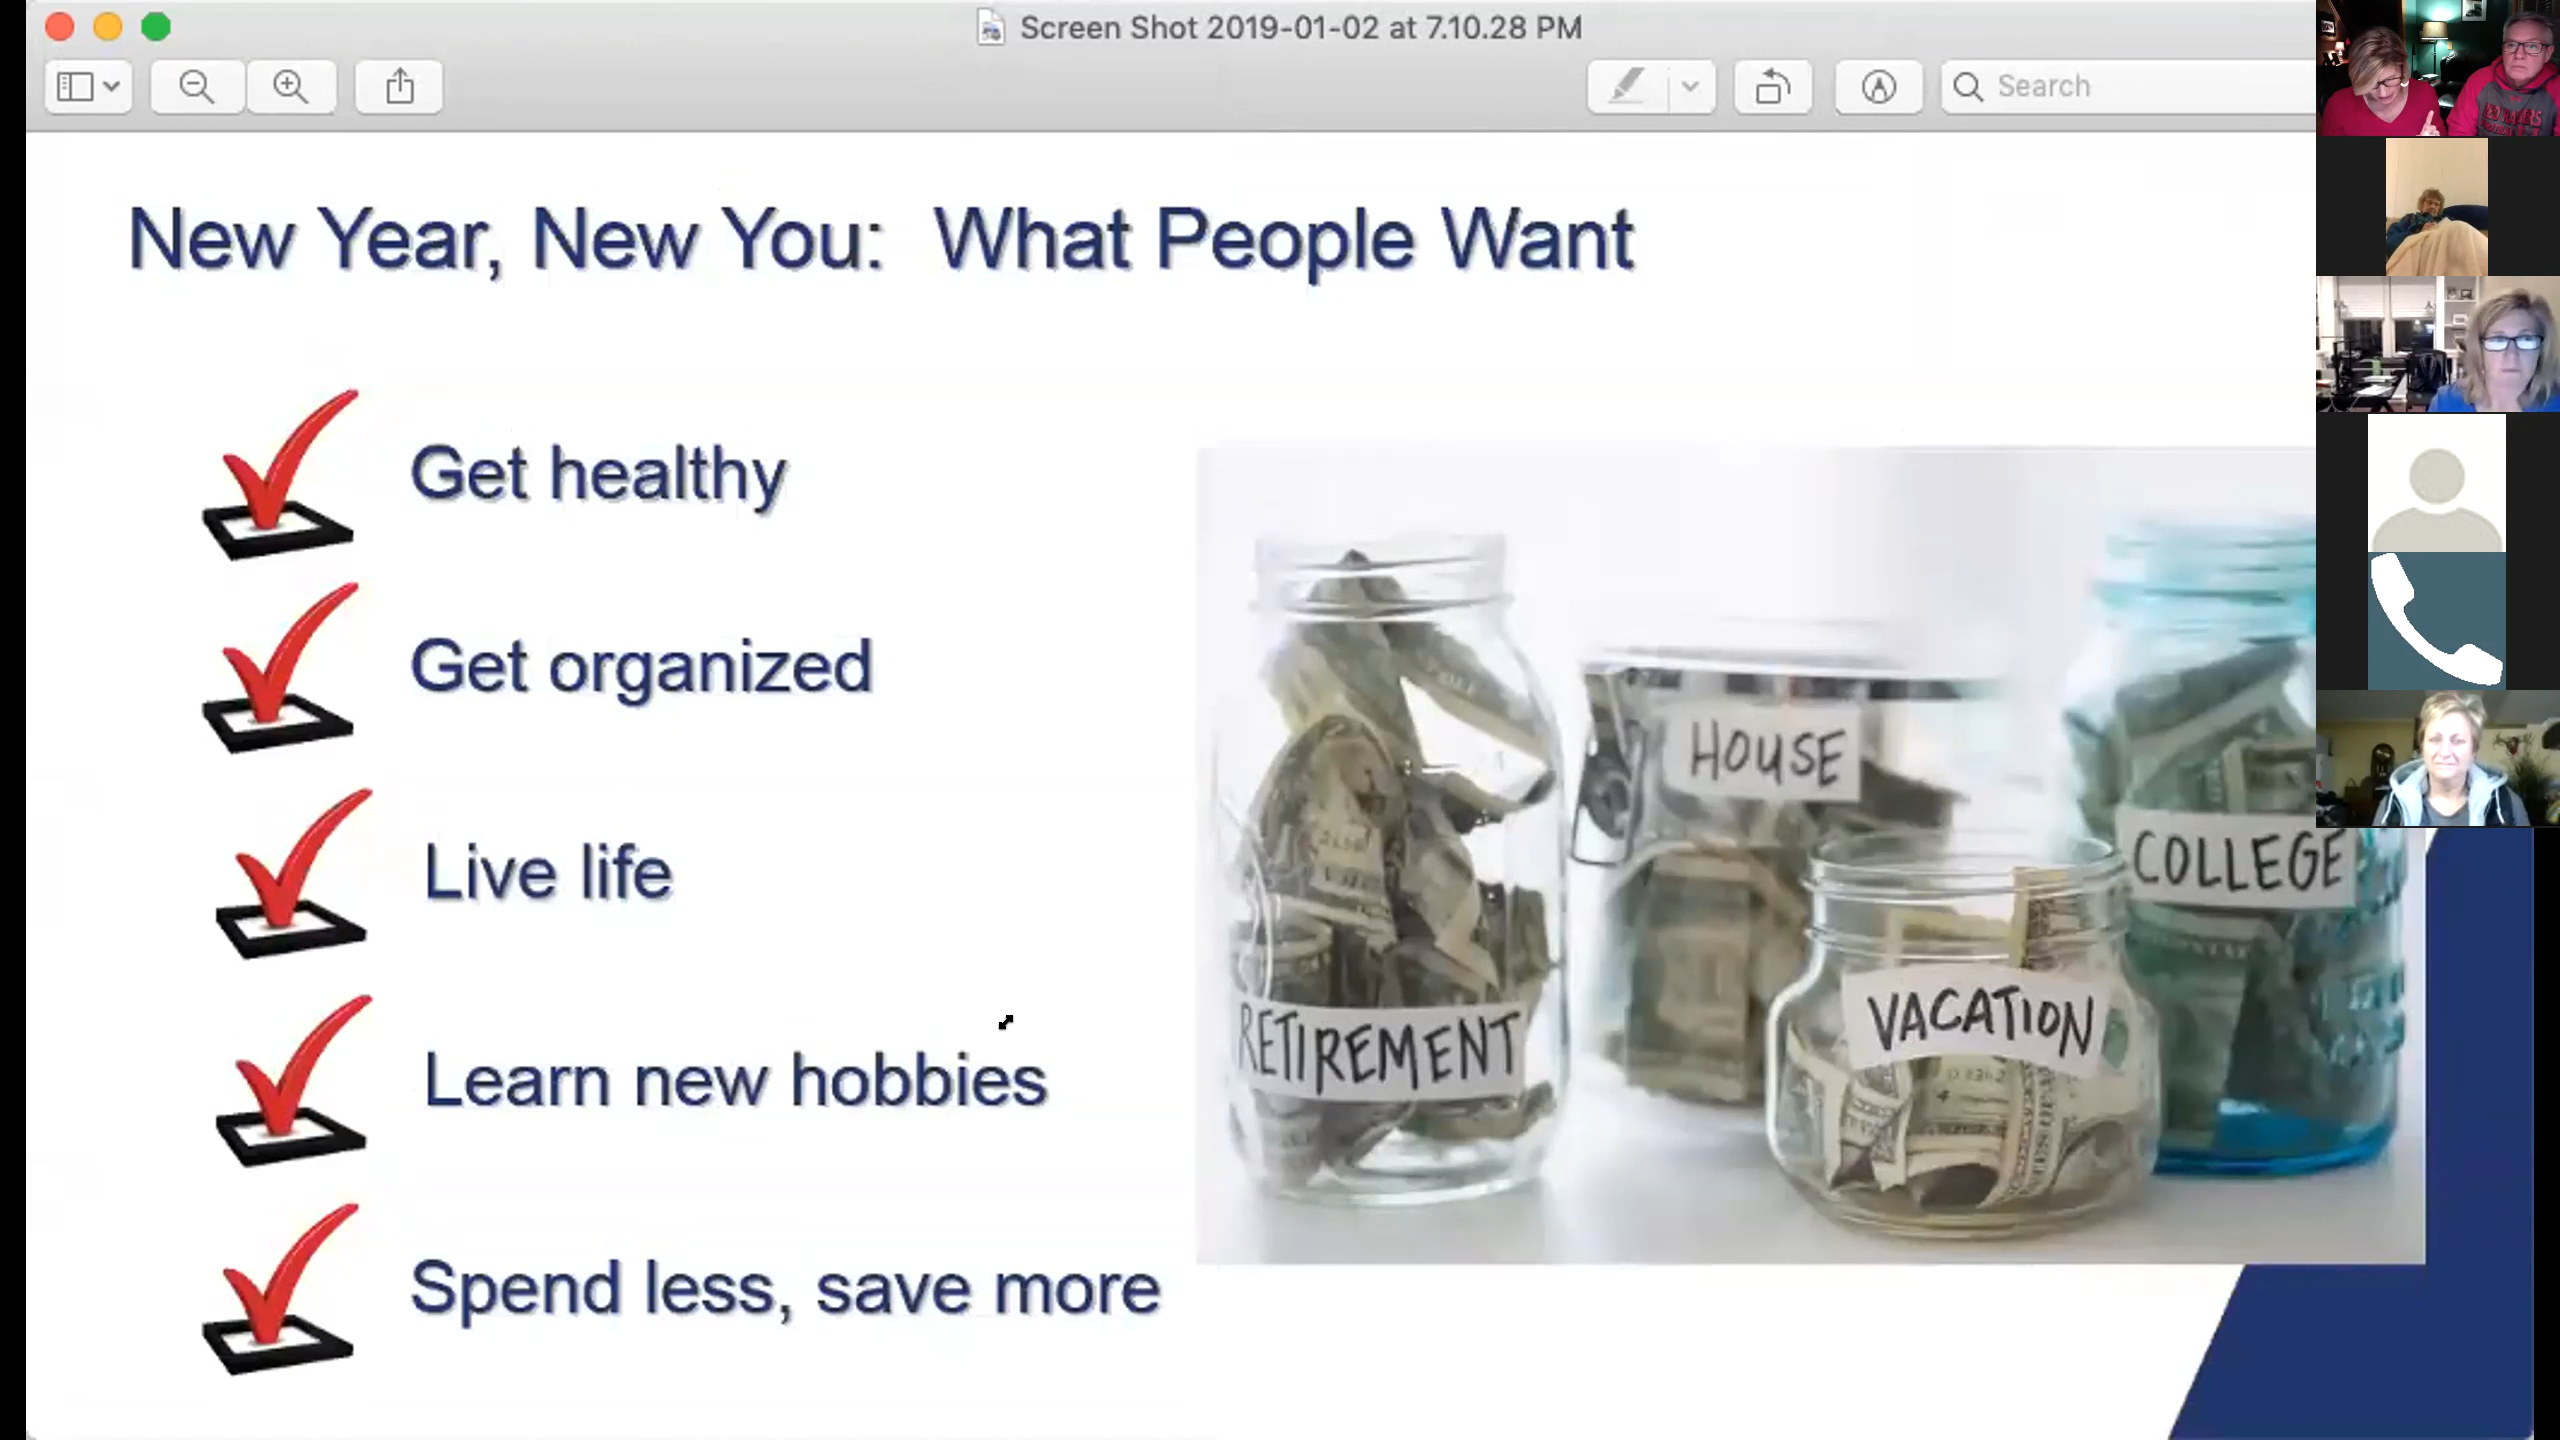 Screen Shot 2019-01-02 at 7.10.28 PM
Search
New Year, New You: What People Want
Get healthy
Get organized
Live life
Learn new hobbies
Spend less, save more
HOUSE
COLLEGE
VACATION
RETIREMENT